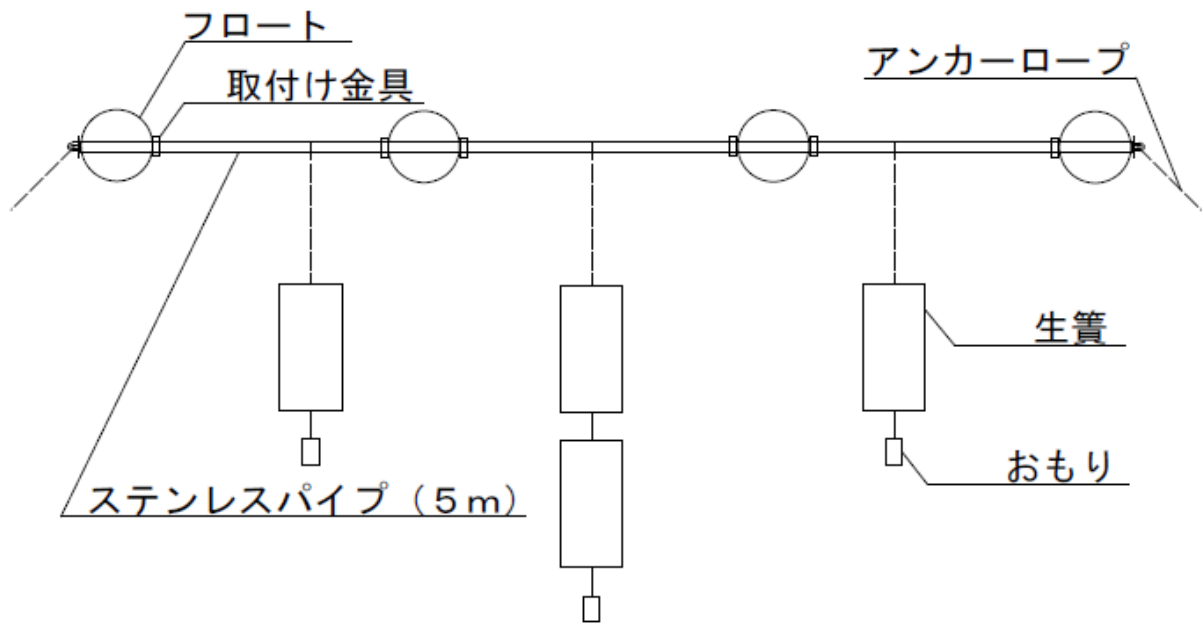 フロート
アンカーロープ
取付け金具
生簀
おもり
ステンレスパイプ（５ｍ）